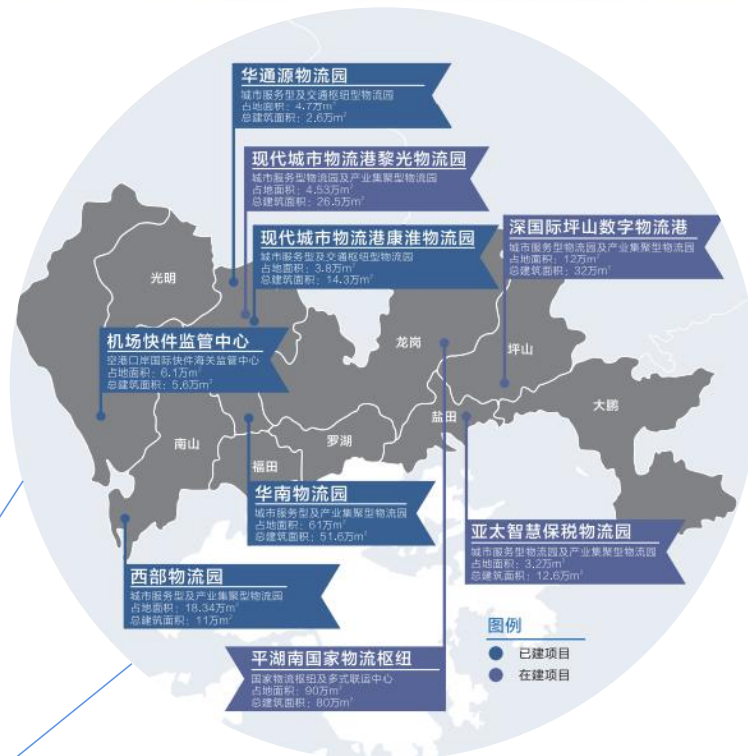 华通源物流园
城市服务型及交通枢纽型物流园
占地面积：4.7万m²
总建筑面积：2.6万m²
现代城市物流港黎光物流园
城市服务型物流园及产业集聚型物流园
占地面积：4.53万m²
总建筑面积：26.5万m²
现代城市物流港康淮物流园
城市服务型及交通枢纽型物流园
占地面积：3.8万m²
总建筑面积：14.3万m²
深国际坪山数字物流港
城市服务型物流园及产业集聚型物流园
占地面积：12万m²
总建筑面积：32万m²
光明
机场快件监管中心
空港口岸国际快件海关监管中心
占地面积：6.1万m²
总建筑面积：5.6万m²
龙岗
坪山
大鹏
盐田
罗湖
南山
福田
华南物流园
城市服务型及产业集聚型物流园
占地面积：61万m²
总建筑面积：51.6万m²
亚太智慧保税物流园
城市服务型物流园及产业集聚型物流园
占地面积：3.2万m²
总建筑面积：12.6万m²
西部物流园
城市服务型及产业集聚型物流园
占地面积：18.34万m²
总建筑面积：11万m²
平湖南国家物流枢纽
国家物流枢纽及多式联运中心
占地面积：90万m²
总建筑面积：80万m²
图例
已建项目
在建项目